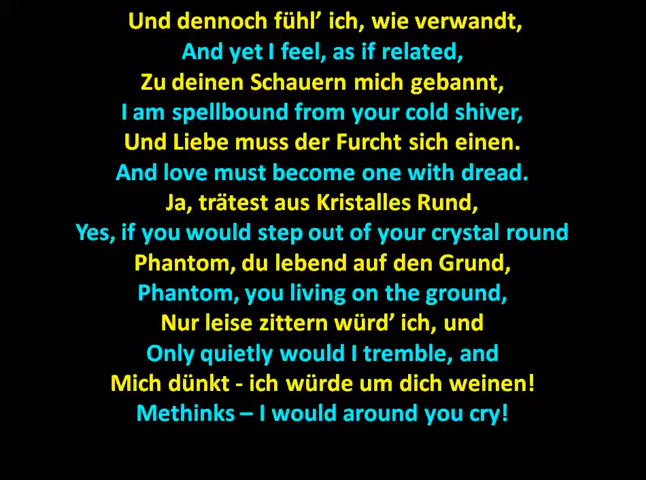 Und dennoch fühl’ ich, wie verwandt,
And yet I feel, as if related,
Zu deinen Schauern mich gebannt,
I am spellbound from your cold shiver,
Und Liebe muss der Furcht sich einen.
And love must become one with dread.
Ja, trätest aus Kristalles Rund,
Yes, if you would step out of your crystal round
Phantom, du lebend auf den Grund,
Phantom, you living on the ground,
Nur leise zittern würd’ ich, und
Only quietly would I tremble, and
Mich dünkt - ich würde um dich weinen!
Methinks – I would around you cry!